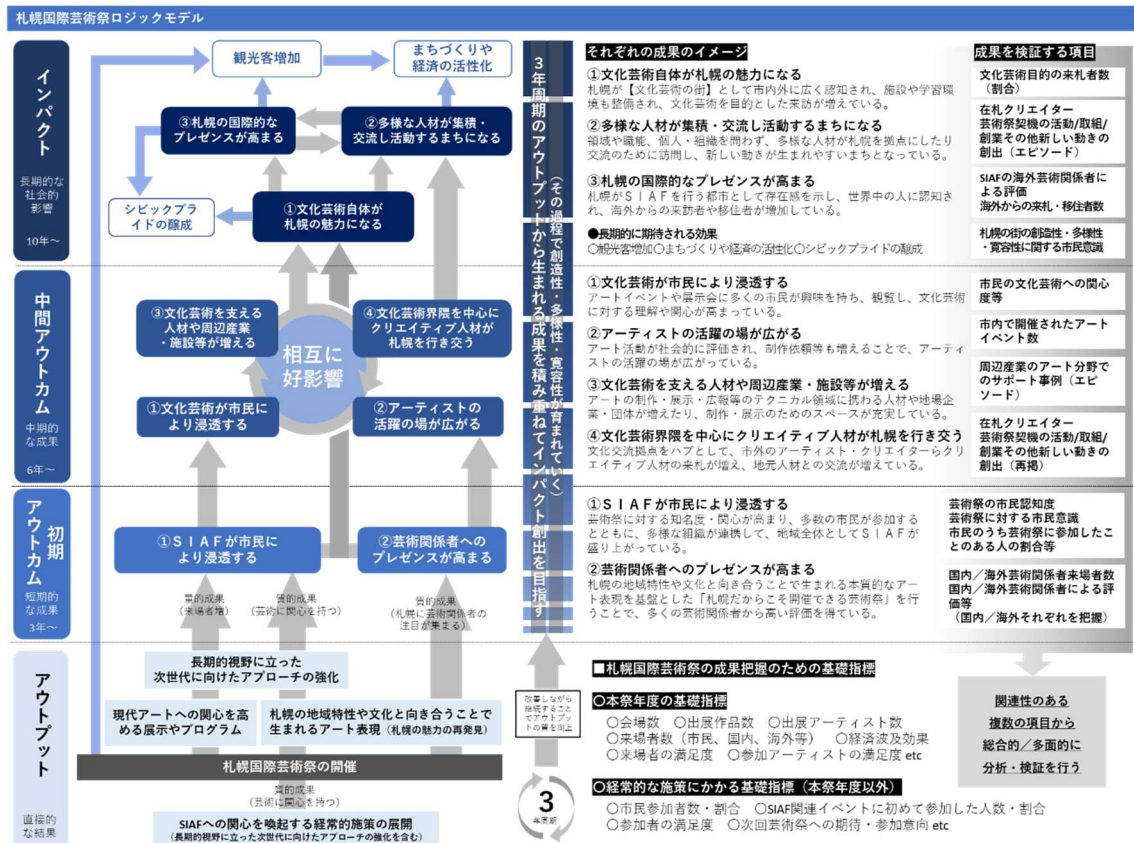 札幌国際芸術祭ロジックモデル
インパクト
長期的な
社会的
影響
10年～
観光客増加
まちづくりや
経済の活性化
③札幌の国際的な
プレゼンスが高まる
②多様な人材が集積・
交流し活動するまちになる
シビックプラ
イドの醸成
①文化芸術自体が
札幌の魅力になる
中間アウトカム
中期的
な成果
6年～
③文化芸術を支える
人材や周辺産業
・施設等が増える
④文化芸術界隈を中心に
クリエイティブ人材が
札幌を行き交う
相互に
好影響
①文化芸術が市民に
より浸透する
②アーティストの
活躍の場が広がる
初期
アウトカム
短期的
な成果
3年～
①ＳＩＡＦが市民に
より浸透する
②芸術関係者への
プレゼンスが高まる
量的成果
（来場者増）
質的成果
（芸術に関心を持つ）
質的成果
（札幌に芸術関係者の
注目が集まる）
アウトプット
直接的
な結果
長期的視野に立った
次世代に向けたアプローチの強化
現代アートへの関心を高
める展示やプログラム
札幌の地域特性や文化と向き合うことで
生まれるアート表現（札幌の魅力の再発見）
札幌国際芸術祭の開催
質的成果
（芸術に関心を持つ）
SIAFへの関心を喚起する経常的施策の展開
（長期的視野に立った次世代に向けたアプローチの強化を含む）
３年周期のアウトプットから生まれる成果を積み重ねてインパクト創出を目指す
（その過程で創造性・多様性・寛容性が育まれていく）
改善しながら
継続すること
でアウトプッ
トの質を向上
3
年周期
それぞれの成果のイメージ
①文化芸術自体が札幌の魅力になる
札幌が【文化芸術の街】として市内外に広く認知され、施設や学習環
境も整備され、文化芸術を目的とした来訪が増えている。
②多様な人材が集積・交流し活動するまちになる
領域や職能、個人・組織を問わず、多様な人材が札幌を拠点にしたり
交流のために訪問し、新しい動きが生まれやすいまちとなっている。
③札幌の国際的なプレゼンスが高まる
札幌がＳＩＡＦを行う都市として存在感を示し、世界中の人に認知さ
れ、海外からの来訪者や移住者が増加している。
●長期的に期待される効果
○観光客増加○まちづくりや経済の活性化○シビックプライドの醸成
①文化芸術が市民により浸透する
アートイベントや展示会に多くの市民が興味を持ち、観覧し、文化芸術
に対する理解や関心が高まっている。
②アーティストの活躍の場が広がる
アート活動が社会的に評価され、制作依頼等も増えることで、アーティ
ストの活躍の場が広がっている。
③文化芸術を支える人材や周辺産業・施設等が増える
アートの制作・展示・広報等のテクニカル領域に携わる人材や地場企
業・団体が増えたり、制作・展示のためのスペースが充実している。
④文化芸術界隈を中心にクリエイティブ人材が札幌を行き交う
文化交流拠点をハブとして、市外のアーティスト・クリエイターらクリ
エイティブ人材の来札が増え、地元人材との交流が増えている。
①ＳＩＡＦが市民により浸透する
芸術祭に対する知名度・関心が高まり、多数の市民が参加する
とともに、多様な組織が連携して、地域全体としてＳＩＡＦが
盛り上がっている。
②芸術関係者へのプレゼンスが高まる
札幌の地域特性や文化と向き合うことで生まれる本質的なアー
ト表現を基盤とした「札幌だからこそ開催できる芸術祭」を行
うことで、多くの芸術関係者から高い評価を得ている。
成果を検証する項目
文化芸術目的の来札者数
（割合）
在札クリエイター
芸術祭契機の活動/取組/
創業その他新しい動きの
創出（エピソード）
SIAFの海外芸術関係者に
よる評価
海外からの来札・移住者数
札幌の街の創造性・多様性
・寛容性に関する市民意識
市民の文化芸術への関心
度等
市内で開催されたアート
イベント数
周辺産業のアート分野で
のサポート事例（エピ
ソード）
在札クリエイター
芸術祭契機の活動/取組/
創業その他新しい動きの
創出（再掲）
芸術祭の市民認知度
芸術祭に対する市民意識
市民のうち芸術祭に参加したこ
とのある人の割合等
国内／海外芸術関係者来場者数
国内／海外芸術関係者による評
価等
（国内／海外それぞれを把握）
■札幌国際芸術祭の成果把握のための基礎指標
○本祭年度の基礎指標
○会場数　○出展作品数　○出展アーティスト数
○来場者数（市民、国内、海外等）　○経済波及効果
○来場者の満足度　○参加アーティストの満足度 etc
○経常的な施策にかかる基礎指標（本祭年度以外）
○市民参加者数・割合　○SIAF関連イベントに初めて参加した人数・割合
○参加者の満足度　○次回芸術祭への期待・参加意向 etc
関連性のある
複数の項目から
総合的／多面的に
分析・検証を行う